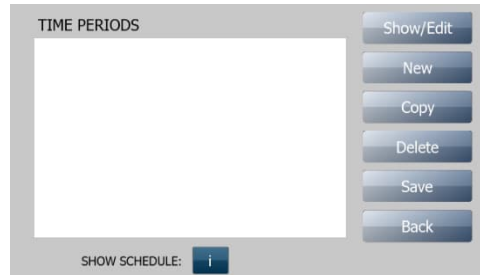 TIME PERIODS
Show/Edit
New
Copy
Delete
Save
Back
SHOW SCHEDULE: i